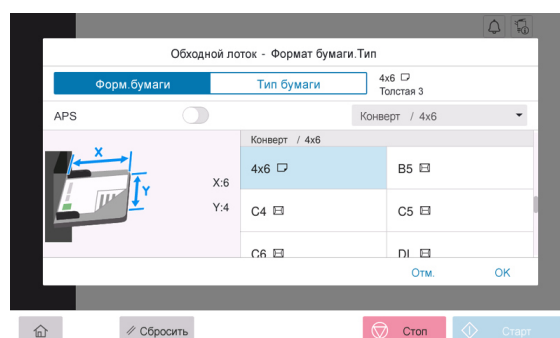 Обходной лоток - Формат бумаги.Тип
Форм.бумаги
Тип бумаги
4x6
Толстая 3
APS
Конверт / 4x6
Конверт / 4x6
X
Y
X:6
Y:4
4x6
B5
C4
C5
C6
DL
Отм.
OK
Сбросить
Стоп
Старт